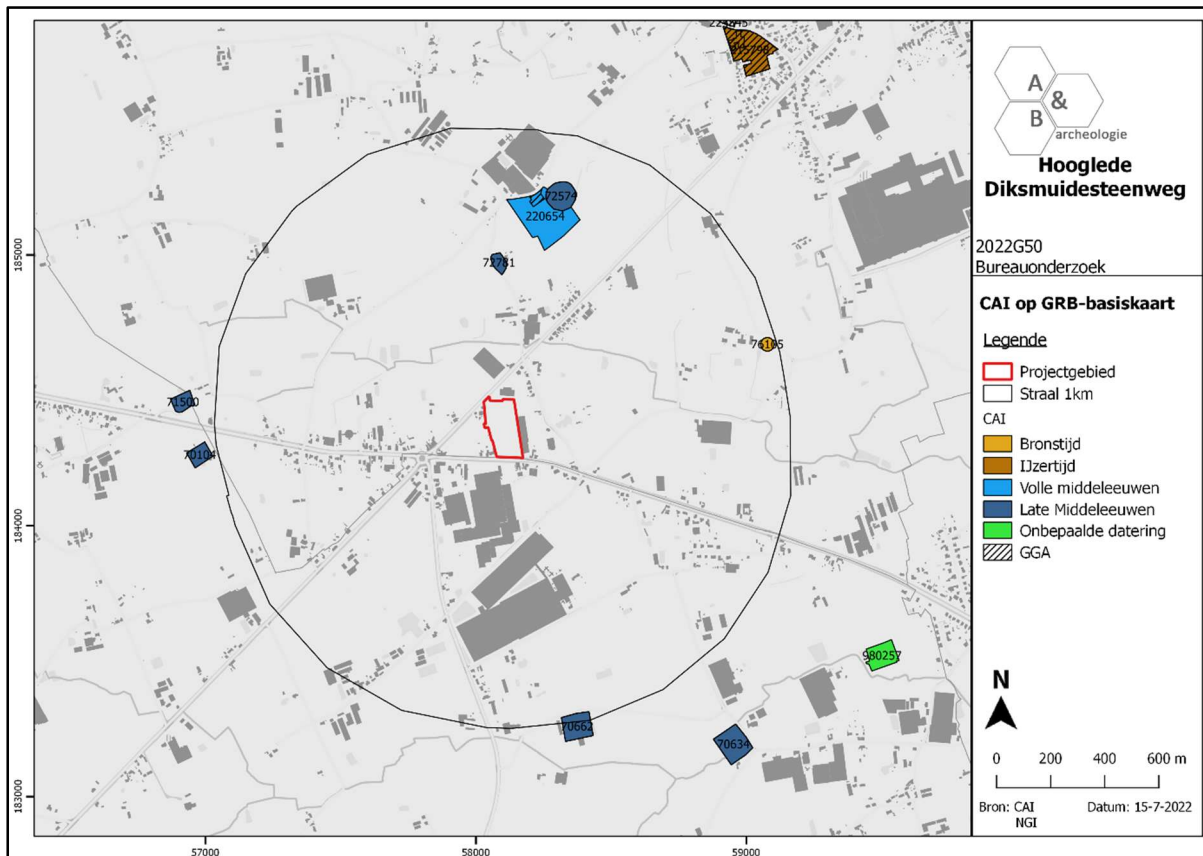 72574
220654
72781
185000
76165
71500
70104
184000
980257
70662
70634
183000
57000
58000
59000
A
&
B
archeologie
Hooglede
Diksmuidesteenweg
2022G50
Bureauonderzoek
CAI op GRB-basiskaart
Legende
Projectgebied
Straal 1km
CAI
Bronstijd
IJzertijd
Volle middeleeuwen
Late Middeleeuwen
Onbepaalde datering
GGA
N
0 200 400 600 m
Bron: CAI
NGI
Datum: 15-7-2022